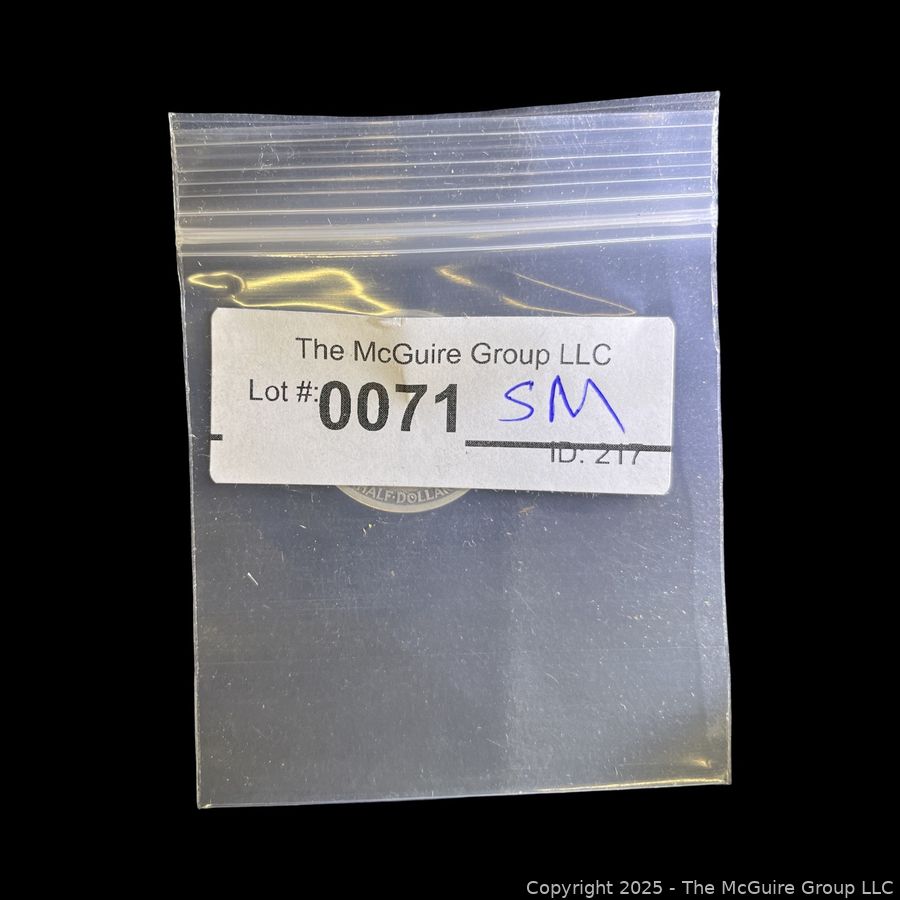 The McGuire Group LLC
Lot #:0071 SM
ID: 217
HALF·DOLLAR
Copyright 2025 - The McGuire Group LLC